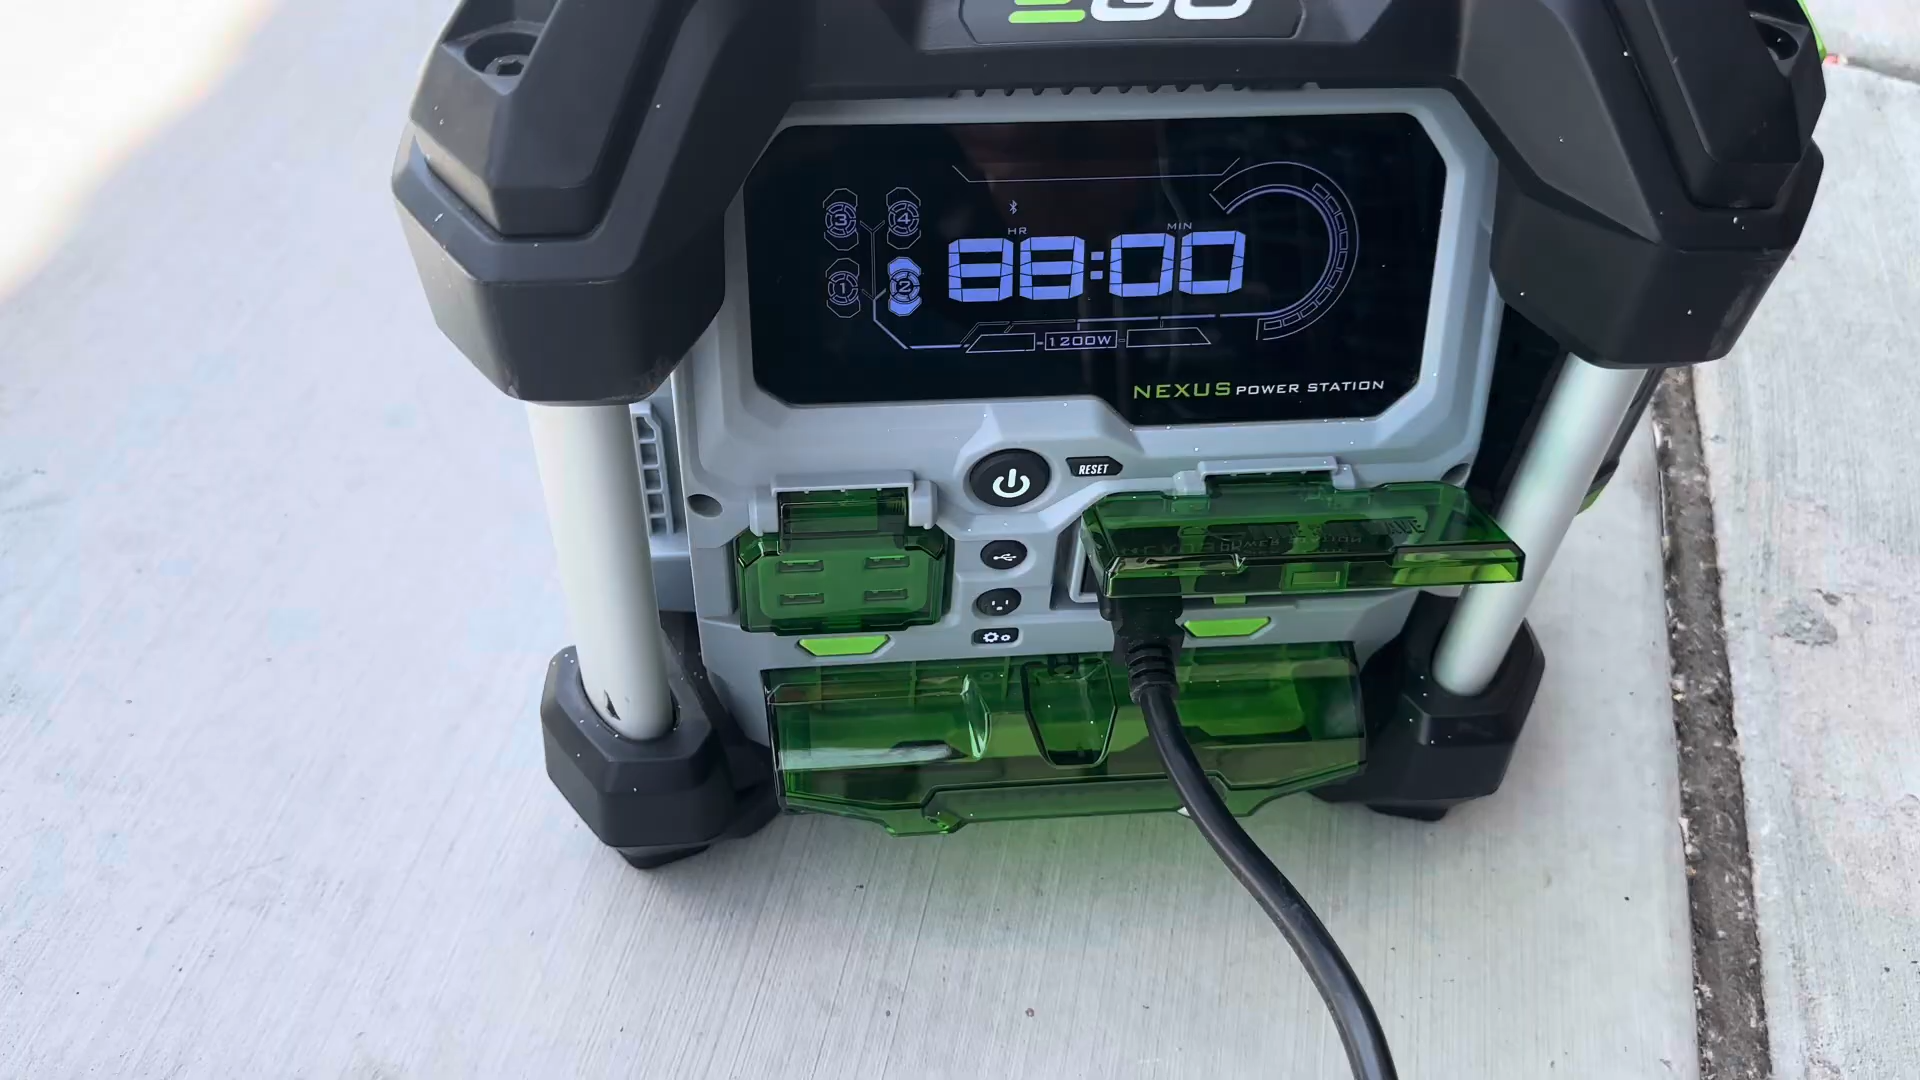 EGO
3 4
HR MIN
1 2 88:00
1200W
NEXUS POWER STATION
RESET